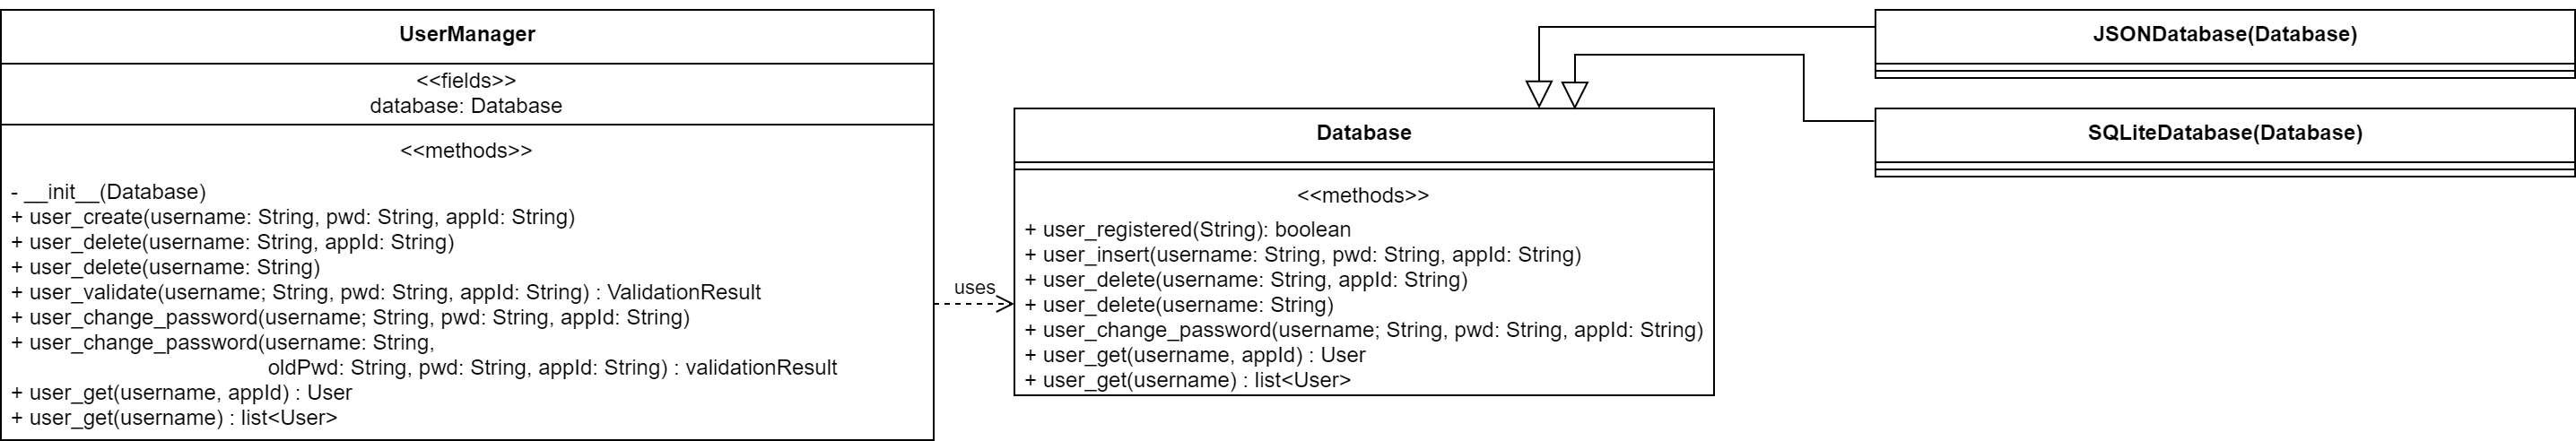 UserManager
<<fields>>
database: Database
<<methods>>
- __init__(Database)
+ user_create(username: String, pwd: String, appId: String)
+ user_delete(username: String, appId: String)
+ user_delete(username: String)
+ user_validate(username; String, pwd: String, appId: String) : ValidationResult
+ user_change_password(username; String, pwd: String, appId: String)
+ user_change_password(username: String,
oldPwd: String, pwd: String, appId: String) : validationResult
+ user_get(username, appId) : User
+ user_get(username) : list<User>
uses
Database
<<methods>>
+ user_registered(String): boolean
+ user_insert(username: String, pwd: String, appId: String)
+ user_delete(username: String, appId: String)
+ user_delete(username: String)
+ user_change_password(username; String, pwd: String, appId: String)
+ user_get(username, appId) : User
+ user_get(username) : list<User>
JSONDatabase(Database)
SQLiteDatabase(Database)